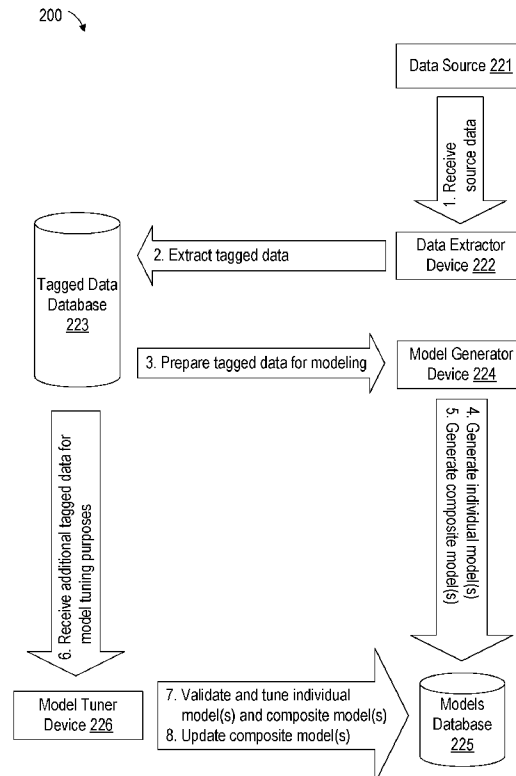 200
Data Source 221
1. Receive
source data
Data Extractor
Device 222
2. Extract tagged data
Tagged Data
Database
223
3. Prepare tagged data for modeling
Model Generator
Device 224
4. Generate individual model(s)
5. Generate composite model(s)
6. Receive additional tagged data for
model tuning purposes
Model Tuner
Device 226
7. Validate and tune individual
model(s) and composite model(s)
8. Update composite model(s)
Models
Database
225